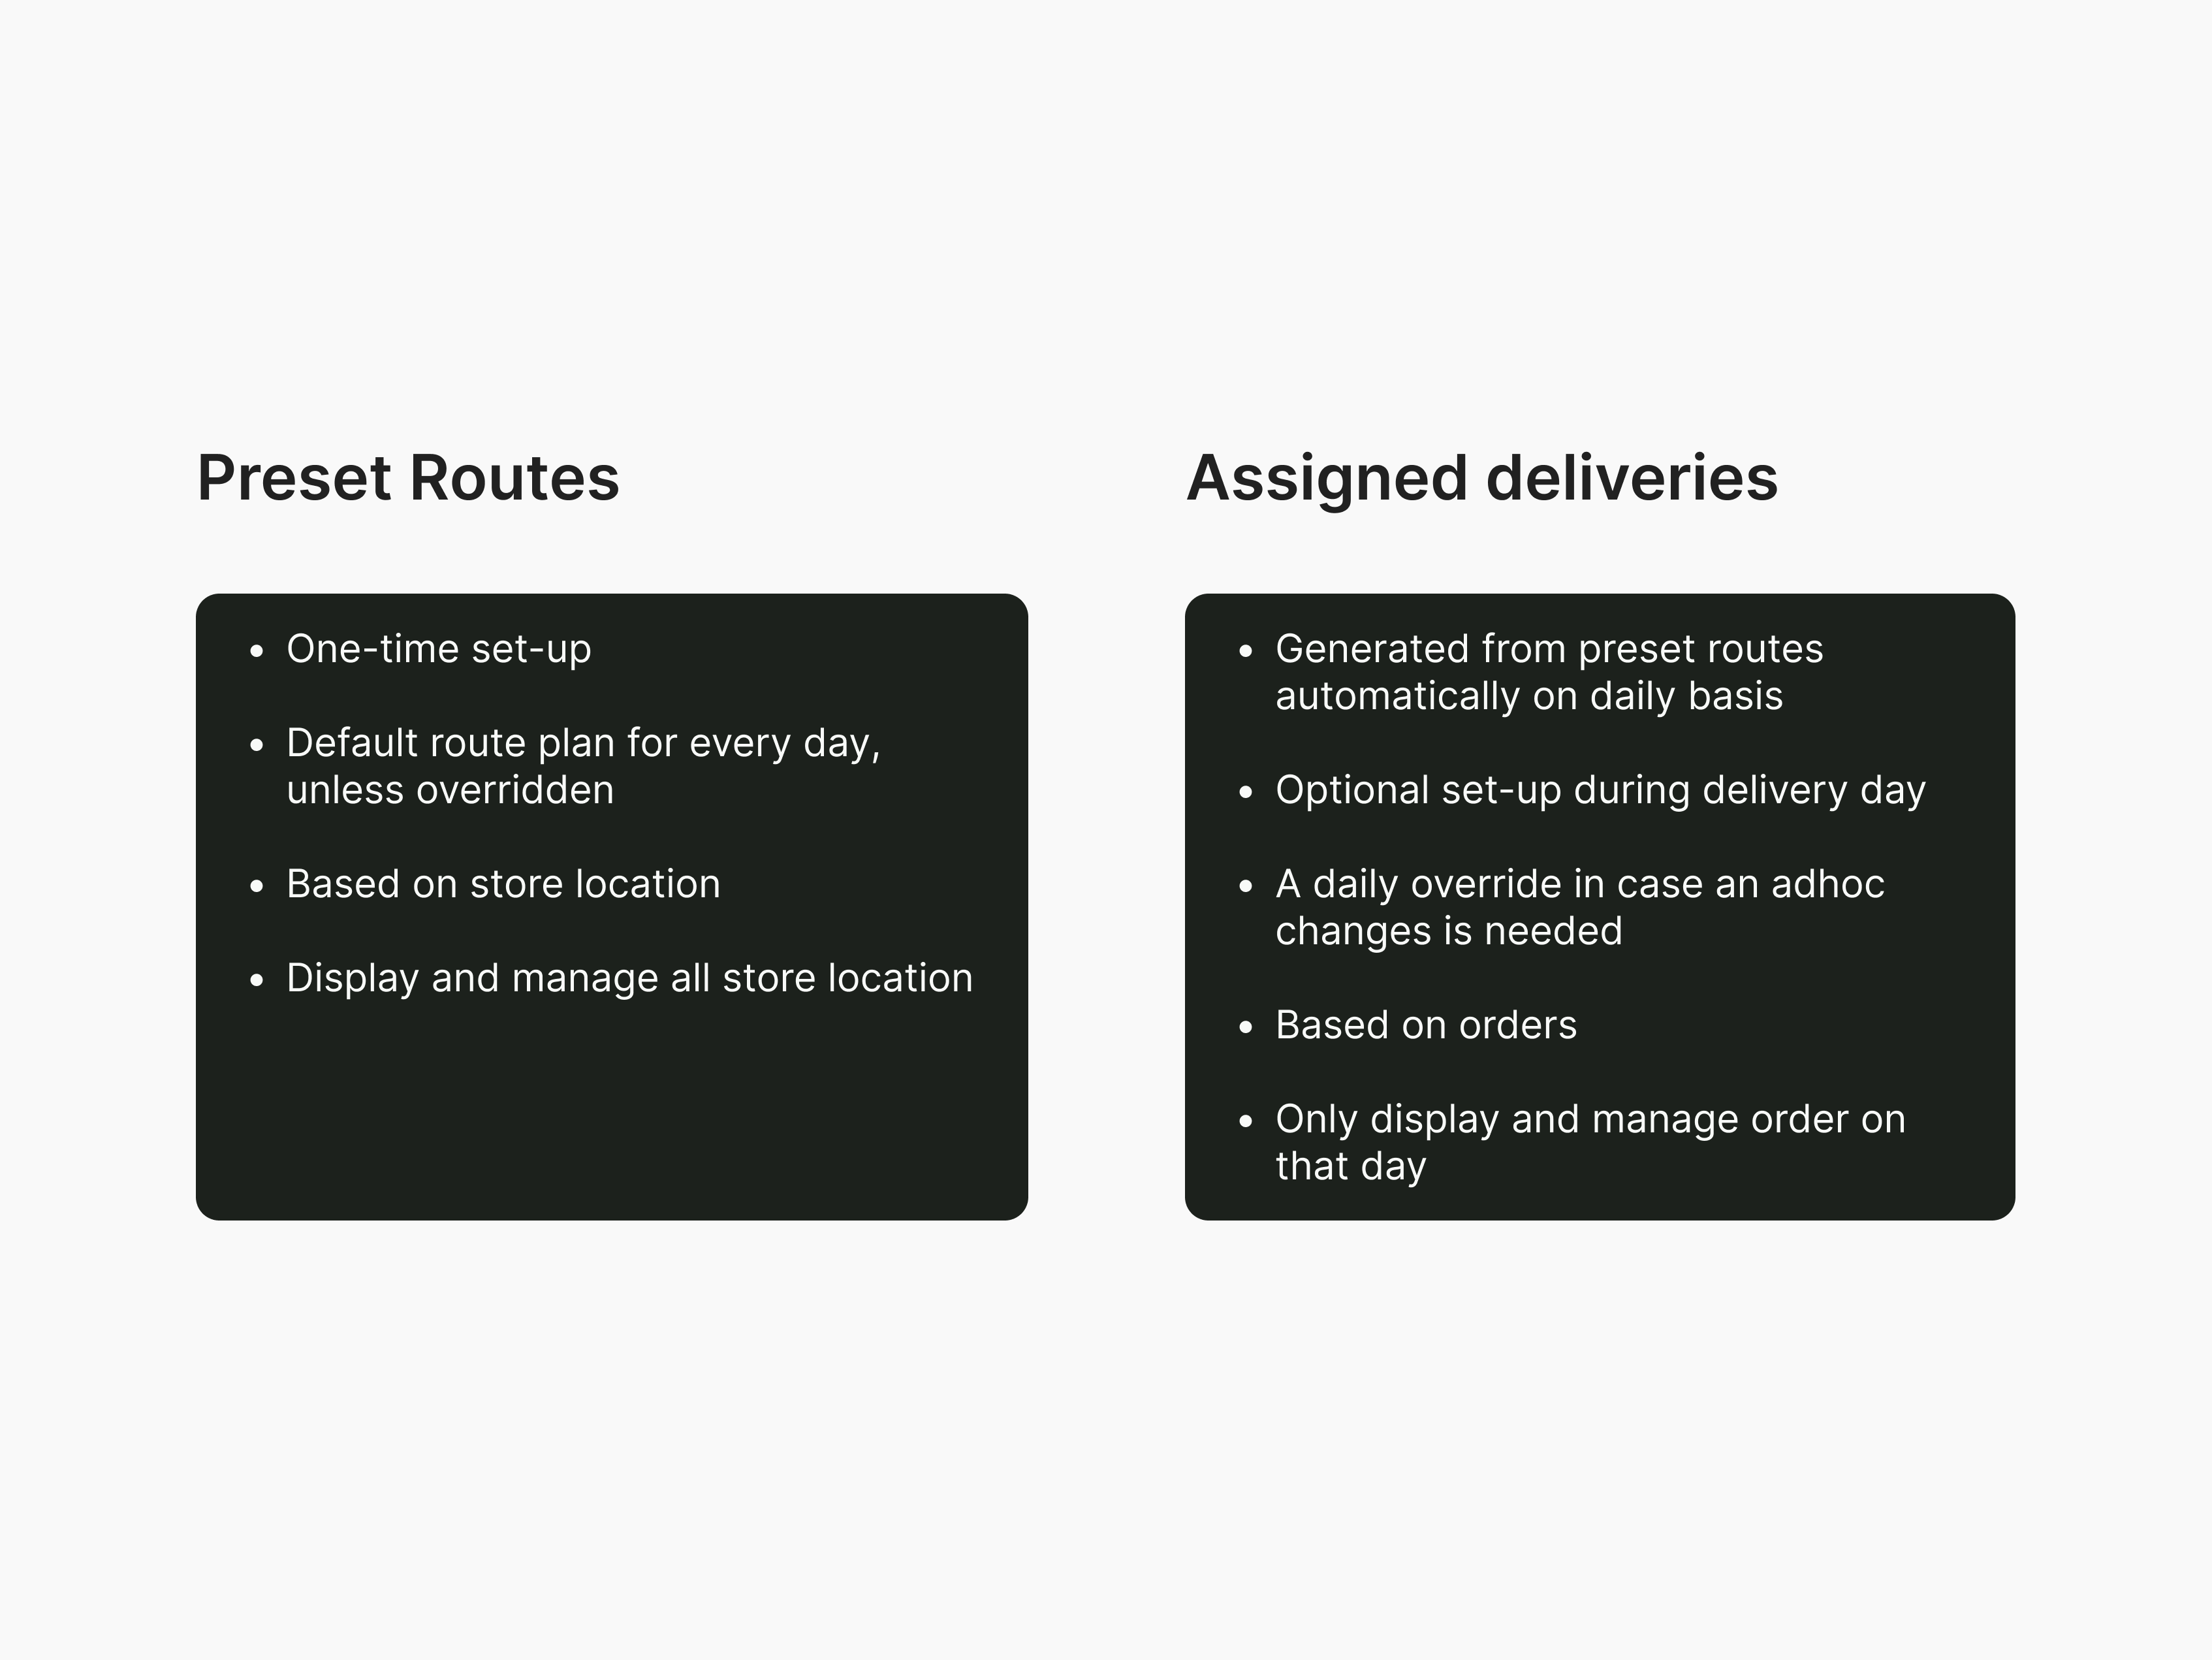 Preset Routes
• One-time set-up
• Default route plan for every day,
unless overridden
• Based on store location
• Display and manage all store location
Assigned deliveries
• Generated from preset routes
automatically on daily basis
• Optional set-up during delivery day
• A daily override in case an adhoc
changes is needed
• Based on orders
• Only display and manage order on
that day